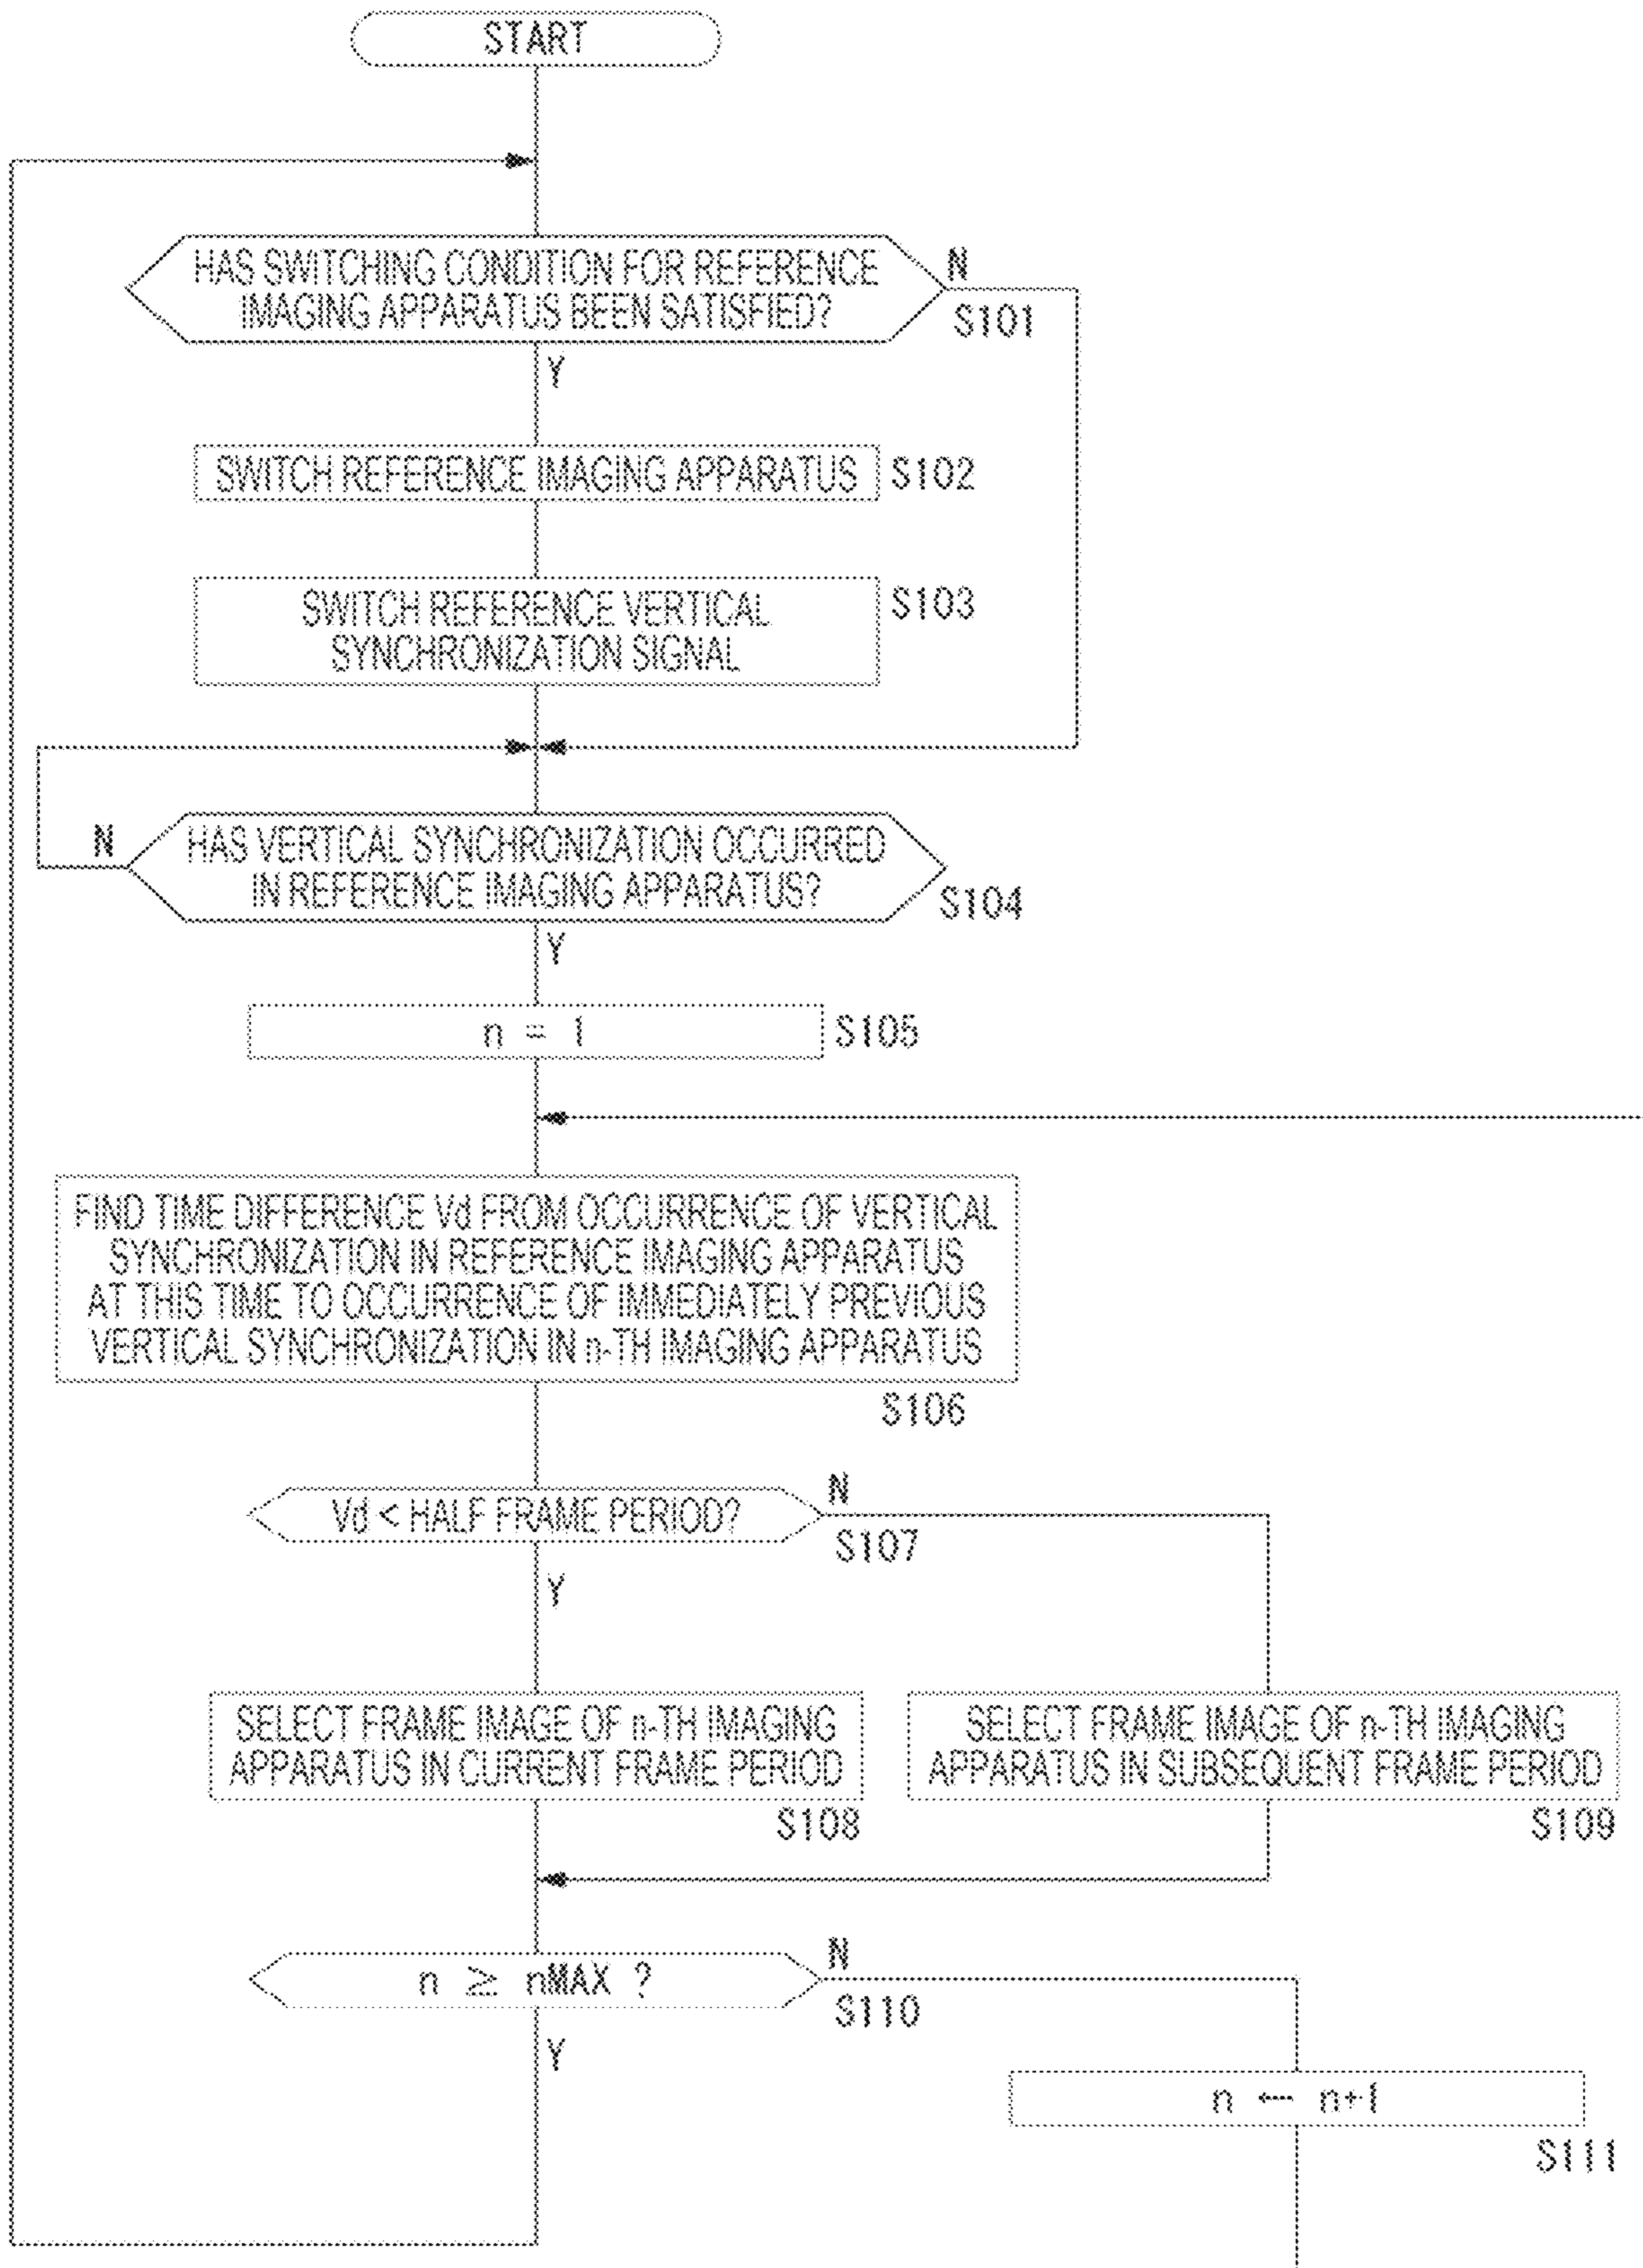 START
HAS SWITCHING CONDITION FOR REFERENCE
IMAGING APPARATUS BEEN SATISFIED?
N
S101
Y
SWITCH REFERENCE IMAGING APPARATUS
S102
SWITCH REFERENCE VERTICAL
SYNCHRONIZATION SIGNAL
S103
N
HAS VERTICAL SYNCHRONIZATION OCCURRED
IN REFERENCE IMAGING APPARATUS?
S104
Y
n = 1
S105
FIND TIME DIFFERENCE Vd FROM OCCURRENCE OF VERTICAL
SYNCHRONIZATION IN REFERENCE IMAGING APPARATUS
AT THIS TIME TO OCCURRENCE OF IMMEDIATELY PREVIOUS
VERTICAL SYNCHRONIZATION IN n-TH IMAGING APPARATUS
S106
Vd < HALF FRAME PERIOD?
N
S107
Y
SELECT FRAME IMAGE OF n-TH IMAGING
APPARATUS IN CURRENT FRAME PERIOD
S108
SELECT FRAME IMAGE OF n-TH IMAGING
APPARATUS IN SUBSEQUENT FRAME PERIOD
S109
n ≥ nMAX ?
N
S110
Y
n ← n+1
S111